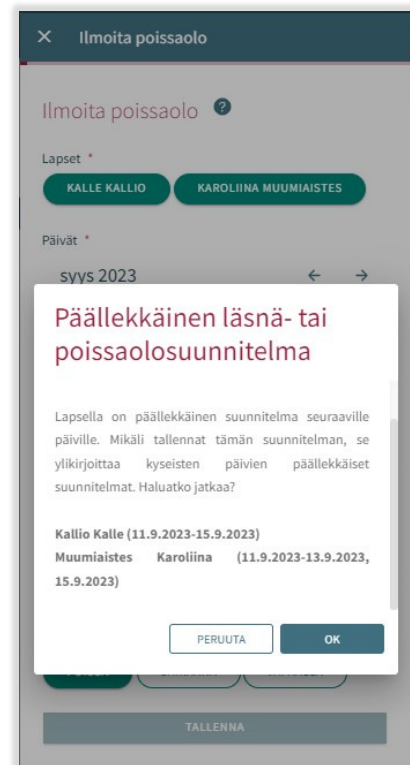 Ilmoita poissaolo
Ilmoita poissaolo
Lapset *
KALLE KALLIO KAROLIINA MUUMIAISTES
Päivät *
syys 2023
Päällekkäinen läsnä- tai
poissaolosuunnitelma
Lapsella on päällekkäinen suunnitelma seuraaville
päiville. Mikäli tallennat tämän suunnitelman, se
ylikirjoittaa kyseisten päivien päällekkäiset
suunnitelmat. Haluatko jatkaa?
Kallio Kalle (11.9.2023-15.9.2023)
Muumiaistes Karoliina (11.9.2023-13.9.2023,
15.9.2023)
PERUUTA OK
TALLENNA